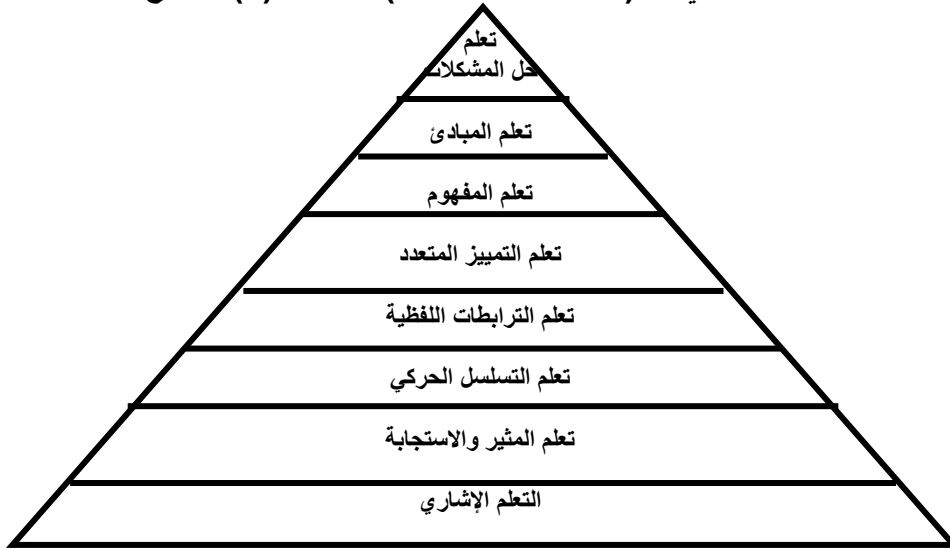 تعلم
حل المشكلات
تعلم المبادئ
تعلم المفهوم
تعلم التمييز المتعدد
تعلم الترابطات اللفظية
تعلم التسلسل الحركي
تعلم المثير والاستجابة
التعلم الإشاري